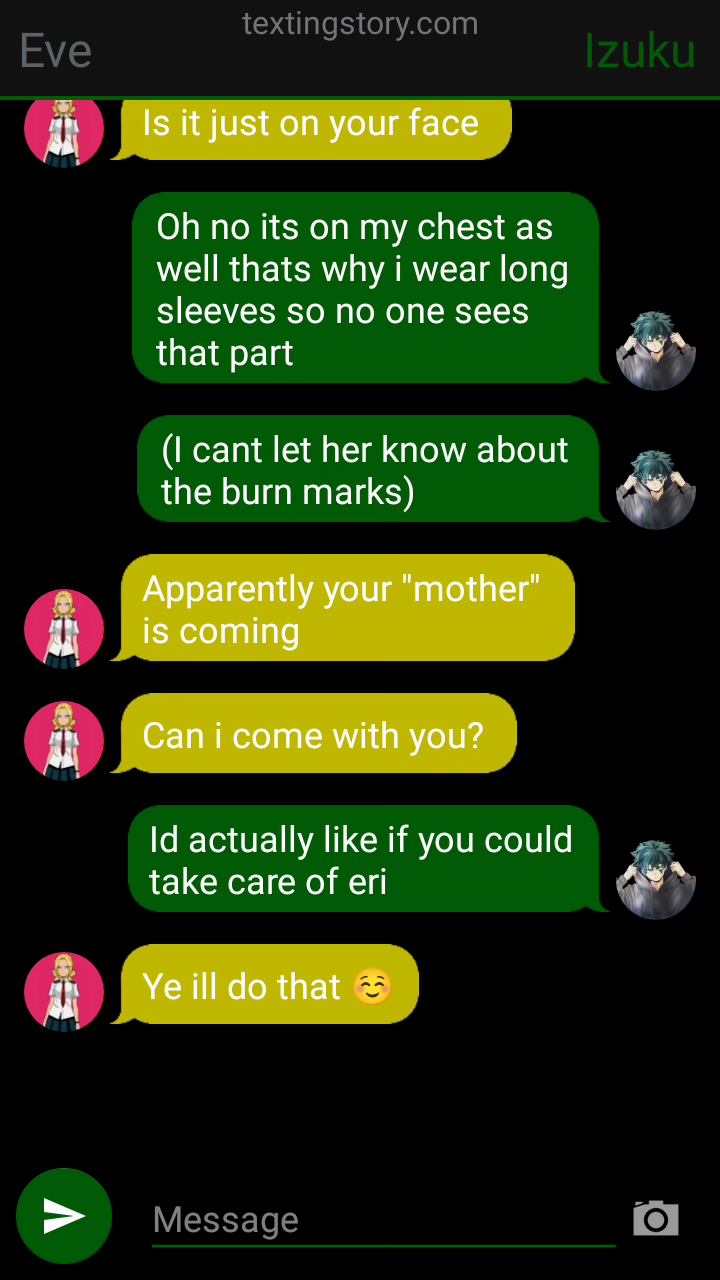 textingstory.com
Eve
Izuku
Is it just on your face
Oh no its on my chest as
well thats why i wear long
sleeves so no one sees
that part
(I cant let her know about
the burn marks)
Apparently your "mother"
is coming
Can i come with you?
Id actually like if you could
take care of eri
Ye ill do that ☺️
Message